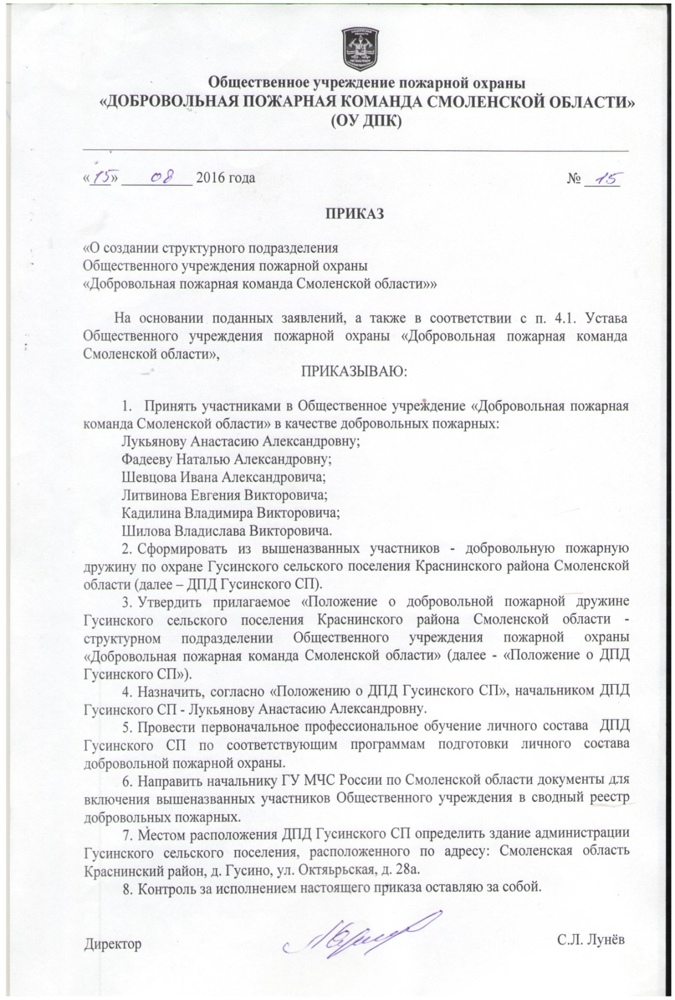 СМОЛЕНСКАЯ
ОБЛАСТЬ
Общественное учреждение пожарной охраны
«ДОБРОВОЛЬНАЯ ПОЖАРНАЯ КОМАНДА СМОЛЕНСКОЙ ОБЛАСТИ»
(ОУ ДПК)
«15» 08 2016 года № 15
ПРИКАЗ
«О создании структурного подразделения
Общественного учреждения пожарной охраны
«Добровольная пожарная команда Смоленской области»»
На основании поданных заявлений, а также в соответствии с п. 4.1. Устава
Общественного учреждения пожарной охраны «Добровольная пожарная команда
Смоленской области»,
ПРИКАЗЫВАЮ:
1. Принять участниками в Общественное учреждение «Добровольная пожарная
команда Смоленской области» в качестве добровольных пожарных:
Лукьянову Анастасию Александровну;
Фадееву Наталью Александровну;
Шевцова Ивана Александровича;
Литвинова Евгения Викторовича;
Кадилина Владимира Викторовича;
Шилова Владислава Викторовича.
2. Сформировать из вышеназванных участников - добровольную пожарную
дружину по охране Гусинского сельского поселения Краснинского района Смоленской
области (далее – ДПД Гусинского СП).
3. Утвердить прилагаемое «Положение о добровольной пожарной дружине
Гусинского сельского поселения Краснинского района Смоленской области -
структурном подразделении Общественного учреждения пожарной охраны
«Добровольная пожарная команда Смоленской области» (далее - «Положение о ДПД
Гусинского СП»).
4. Назначить, согласно «Положению о ДПД Гусинского СП», начальником ДПД
Гусинского СП - Лукьянову Анастасию Александровну.
5. Провести первоначальное профессиональное обучение личного состава ДПД
Гусинского СП по соответствующим программам подготовки личного состава
добровольной пожарной охраны.
6. Направить начальнику ГУ МЧС России по Смоленской области документы для
включения вышеназванных участников Общественного учреждения в сводный реестр
добровольных пожарных.
7. Местом расположения ДПД Гусинского СП определить здание администрации
Гусинского сельского поселения, расположенного по адресу: Смоленская область
Краснинский район, д. Гусино, ул. Октяьрьская, д. 28а.
8. Контроль за исполнением настоящего приказа оставляю за собой.
Директор С.Л. Лунёв